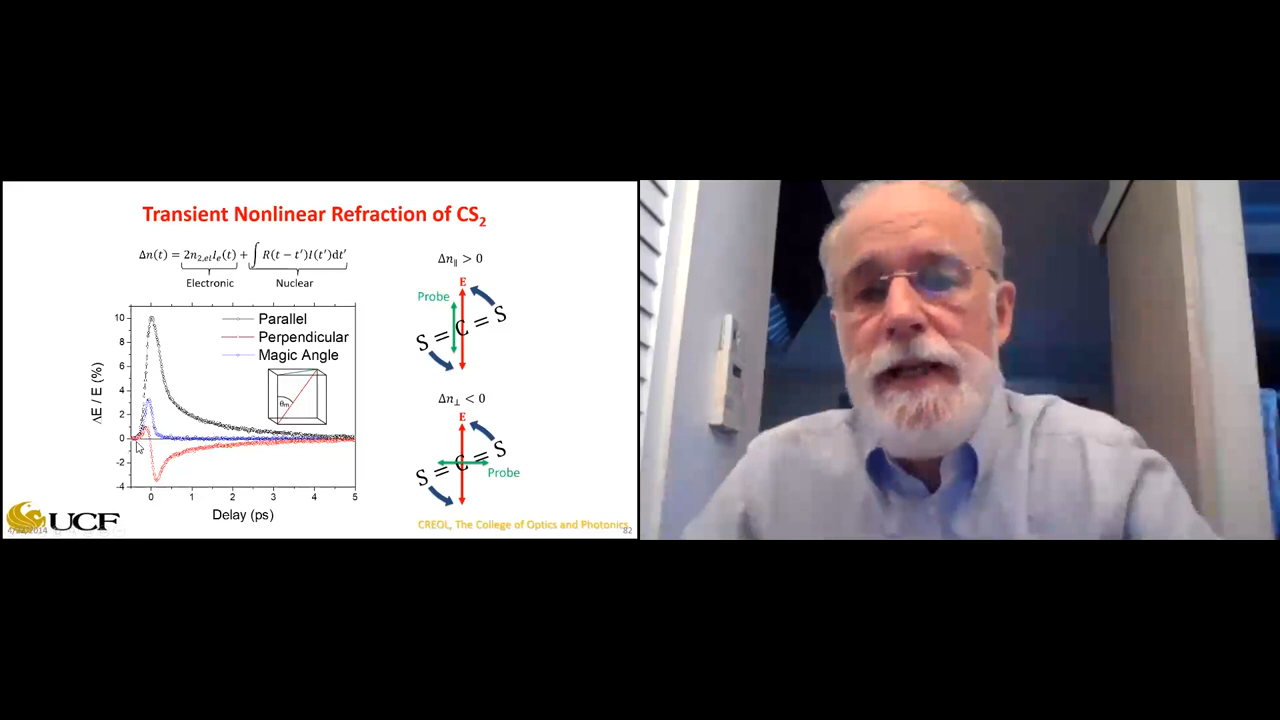 Transient Nonlinear Refraction of CS₂
Δn(t) = 2n₂,ₑₗIₑ(t) + ∫ R(t − t′)I(t′)dt′
Electronic
Nuclear
ΔE / E (%)
10
8
6
4
2
0
-2
-4
Parallel
Perpendicular
Magic Angle
θm
0
1
2
3
4
5
Delay (ps)
Δn∥ > 0
E
Probe
S = C = S
Δn⊥ < 0
E
S = C = S
Probe
UCF
CREOL, The College of Optics and Photonics
82